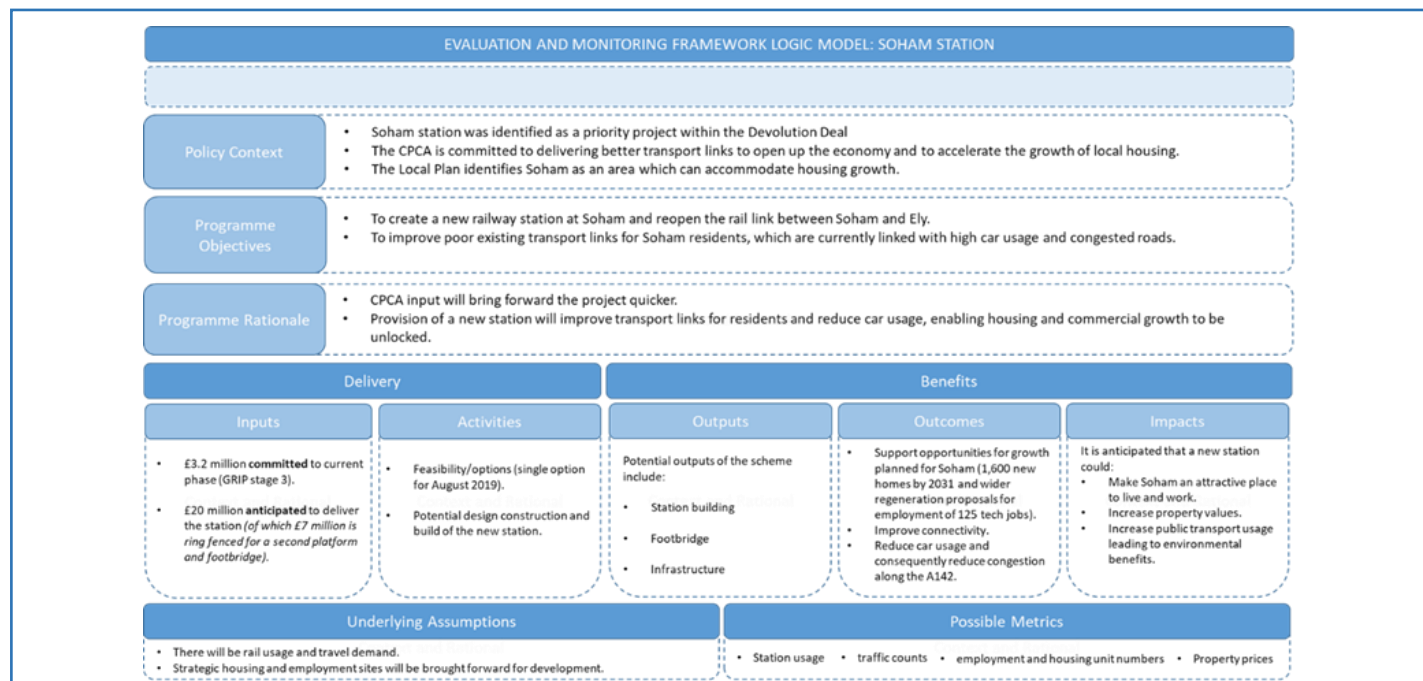 EVALUATION AND MONITORING FRAMEWORK LOGIC MODEL: SOHAM STATION
Policy Context
• Soham station was identified as a priority project within the Devolution Deal
• The CPCA is committed to delivering better transport links to open up the economy and to accelerate the growth of local housing.
• The Local Plan identifies Soham as an area which can accommodate housing growth.
Programme
Objectives
• To create a new railway station at Soham and reopen the rail link between Soham and Ely.
• To improve poor existing transport links for Soham residents, which are currently linked with high car usage and congested roads.
Programme Rationale
• CPCA input will bring forward the project quicker.
• Provision of a new station will improve transport links for residents and reduce car usage, enabling housing and commercial growth to be
unlocked.
Delivery
Benefits
Inputs
• £3.2 million committed to current
phase (GRIP stage 3).
• £20 million anticipated to deliver
the station (of which £7 million is
ring fenced for a second platform
and footbridge).
Activities
• Feasibility/options (single option
for August 2019).
• Potential design construction and
build of the new station.
Outputs
Potential outputs of the scheme
include:
• Station building
• Footbridge
• Infrastructure
Outcomes
• Support opportunities for growth
planned for Soham (1,600 new
homes by 2031 and wider
regeneration proposals for
employment of 125 tech jobs).
• Improve connectivity.
• Reduce car usage and
consequently reduce congestion
along the A142.
Impacts
It is anticipated that a new station
could:
• Make Soham an attractive place
to live and work.
• Increase property values.
• Increase public transport usage
leading to environmental
benefits.
Underlying Assumptions
• There will be rail usage and travel demand.
• Strategic housing and employment sites will be brought forward for development.
Possible Metrics
• Station usage • traffic counts • employment and housing unit numbers • Property prices